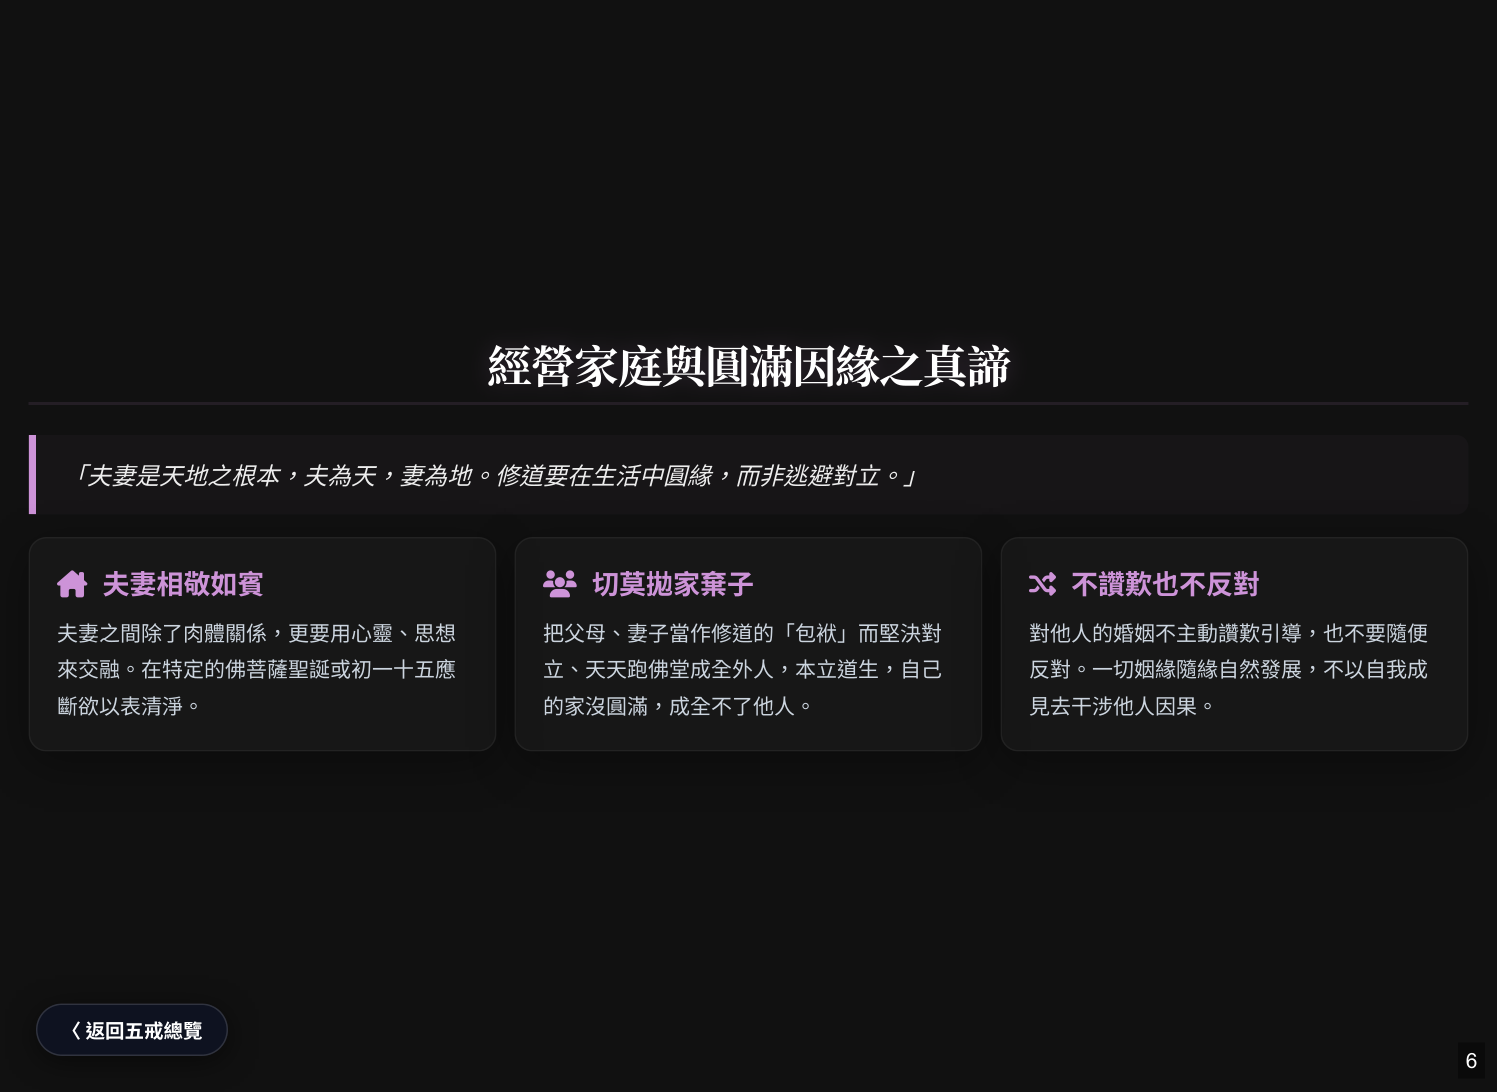 經營家庭與圓滿因緣之真諦
「夫妻是天地之根本，夫為天，妻為地。修道要在生活中圓緣，而非逃避對立。」
夫妻相敬如賓
夫妻之間除了肉體關係，更要用心靈、思想
來交融。在特定的佛菩薩聖誕或初一十五應
斷欲以表清淨。
切莫拋家棄子
把父母、妻子當作修道的「包袱」而堅決對
立、天天跑佛堂成全外人，本立道生，自己
的家沒圓滿，成全不了他人。
不讚歎也不反對
對他人的婚姻不主動讚歎引導，也不要隨便
反對。一切姻緣隨緣自然發展，不以自我成
見去干涉他人因果。
〈 返回五戒總覽
6